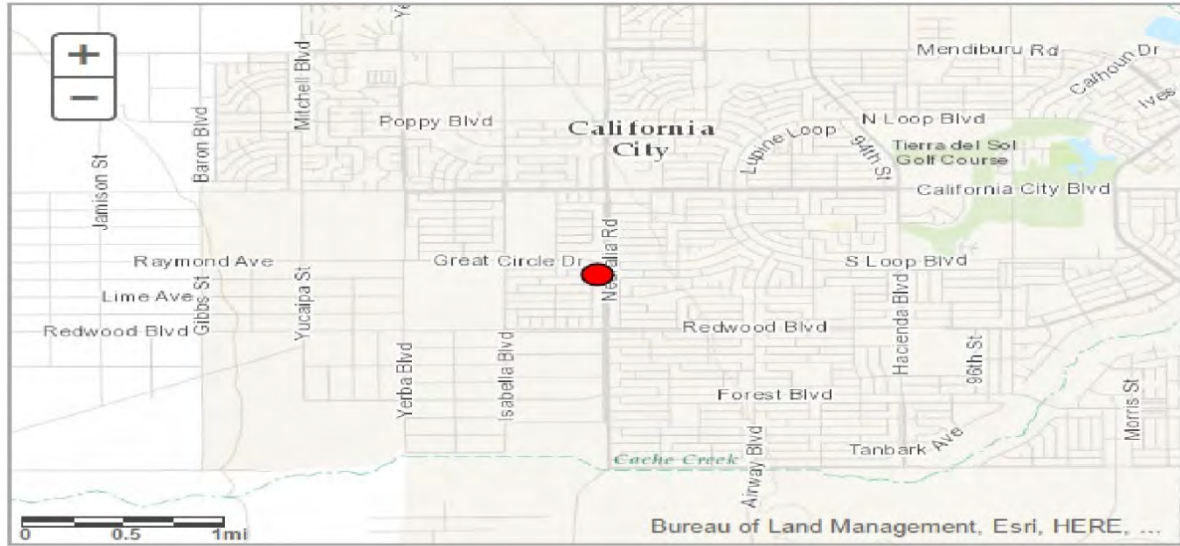 Mendiburu Rd
Calhoun Dr
Ives
Mitchell Blvd
Baron Blvd
Poppy Blvd
California
City
Lupine Loop
94th St
N Loop Blvd
Tierra del Sol
Golf Course
California City Blvd
Jamison St
Raymond Ave
Great Circle Dr
Neuralia Rd
S Loop Blvd
Lime Ave
Gibbs St
Yucaipa St
Redwood Blvd
Redwood Blvd
Hacienda Blvd
96th St
Yerba Blvd
Isabella Blvd
Forest Blvd
Morris St
Tanbark Ave
Cache Creek
Airway Blvd
0 0.5 1mi
Bureau of Land Management, Esri, HERE, ...